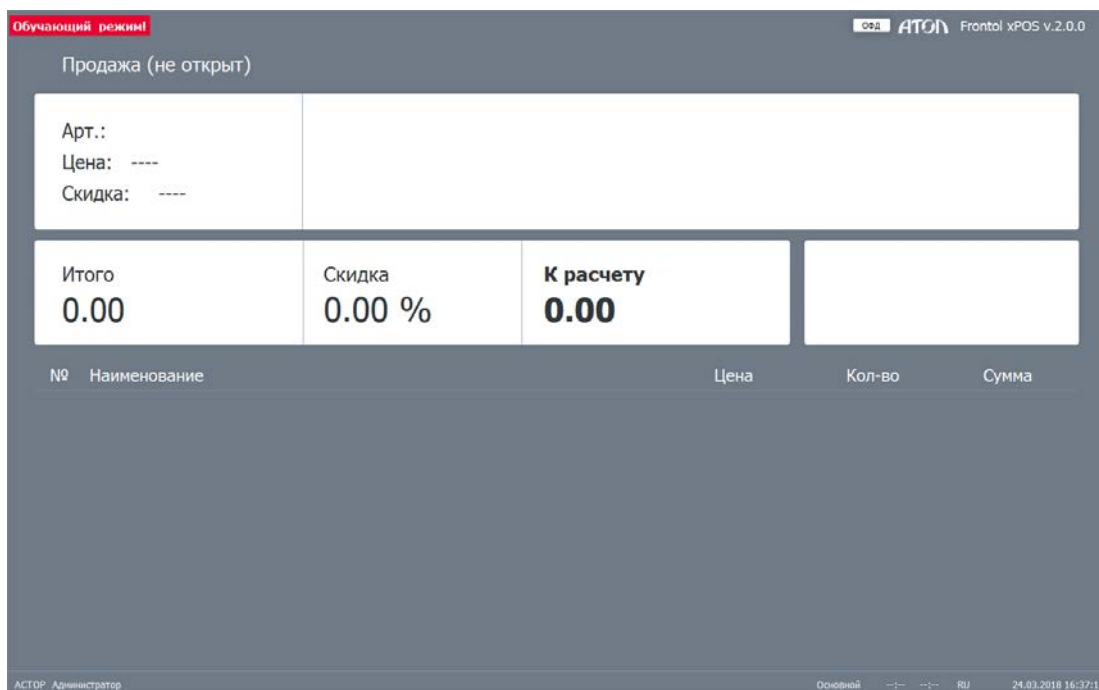 Обучающий режим!
ОФД АТОЛ Frontol xPOS v.2.0.0
Продажа (не открыт)
Арт.:
Цена: ----
Скидка: ----
Итого Скидка К расчету
0.00 0.00 % 0.00
№ Наименование Цена Кол-во Сумма
АСТОР Администратор Основной --:-- --:-- RU 24.03.2018 16:37:1